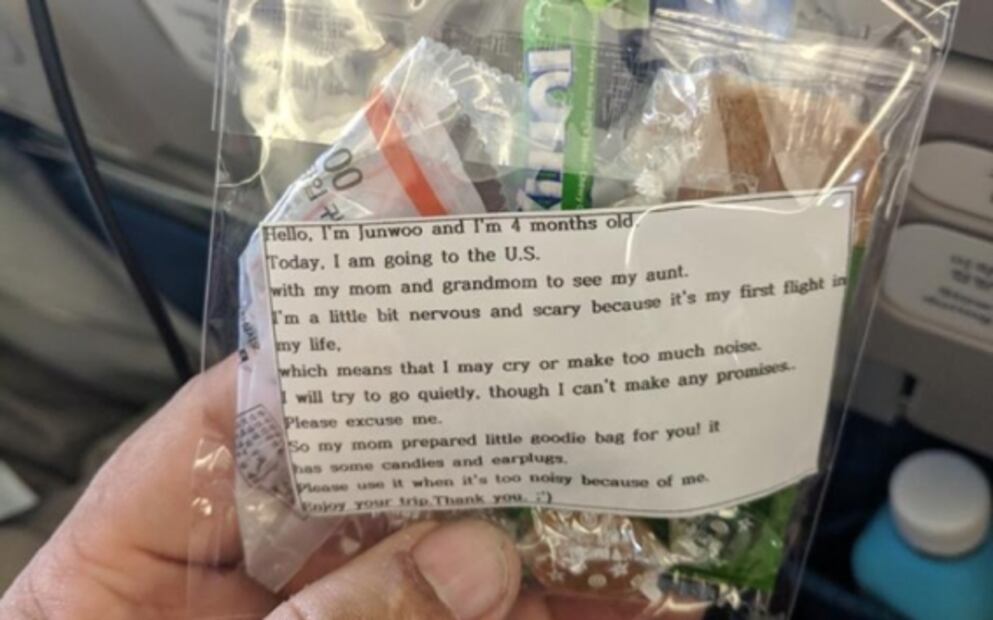 Hello, I'm Junwoo and I'm 4 months old.
Today, I am going to the U.S.
with my mom and grandmom to see my aunt.
I'm a little bit nervous and scary because it's my first flight in
my life,
which means that I may cry or make too much noise.
I will try to go quietly, though I can't make any promises..
Please excuse me.
So my mom prepared little goodie bag for you! it
has some candies and earplugs.
Please use it when it's too noisy because of me.
Enjoy your trip.Thank you. :')